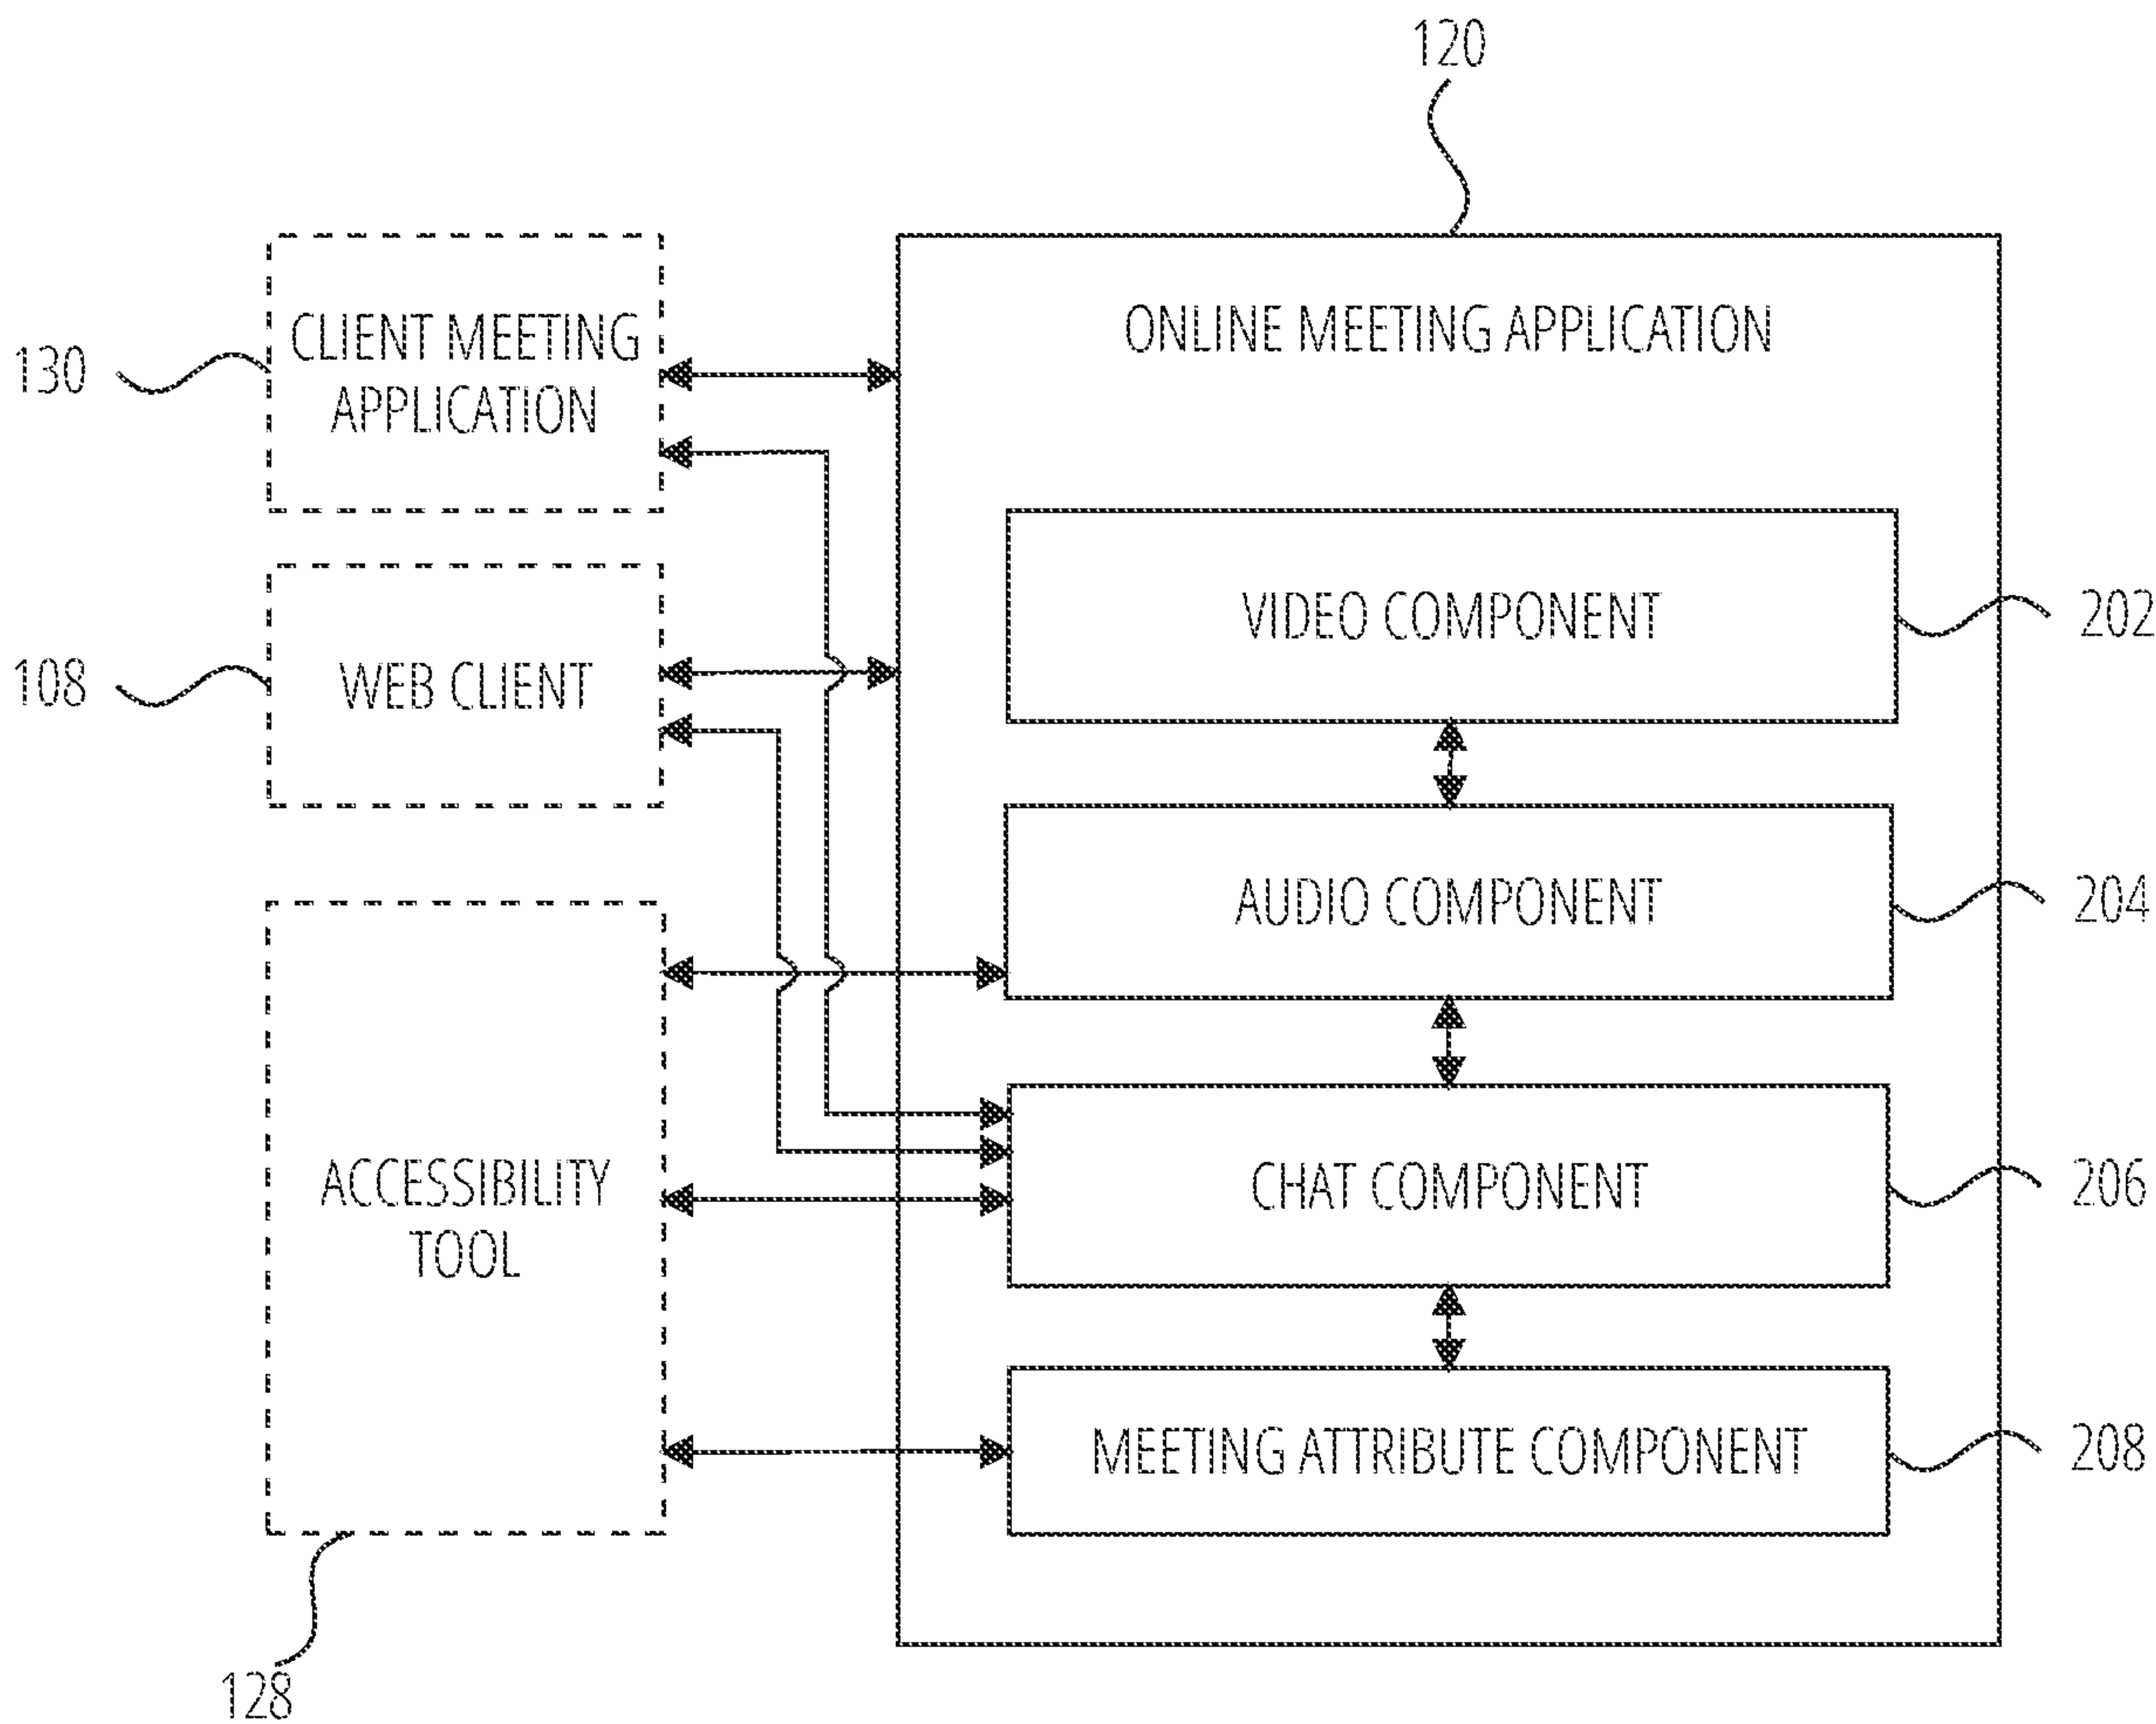 120
ONLINE MEETING APPLICATION
130
CLIENT MEETING
APPLICATION
VIDEO COMPONENT
202
108
WEB CLIENT
AUDIO COMPONENT
204
ACCESSIBILITY
TOOL
CHAT COMPONENT
206
MEETING ATTRIBUTE COMPONENT
208
128